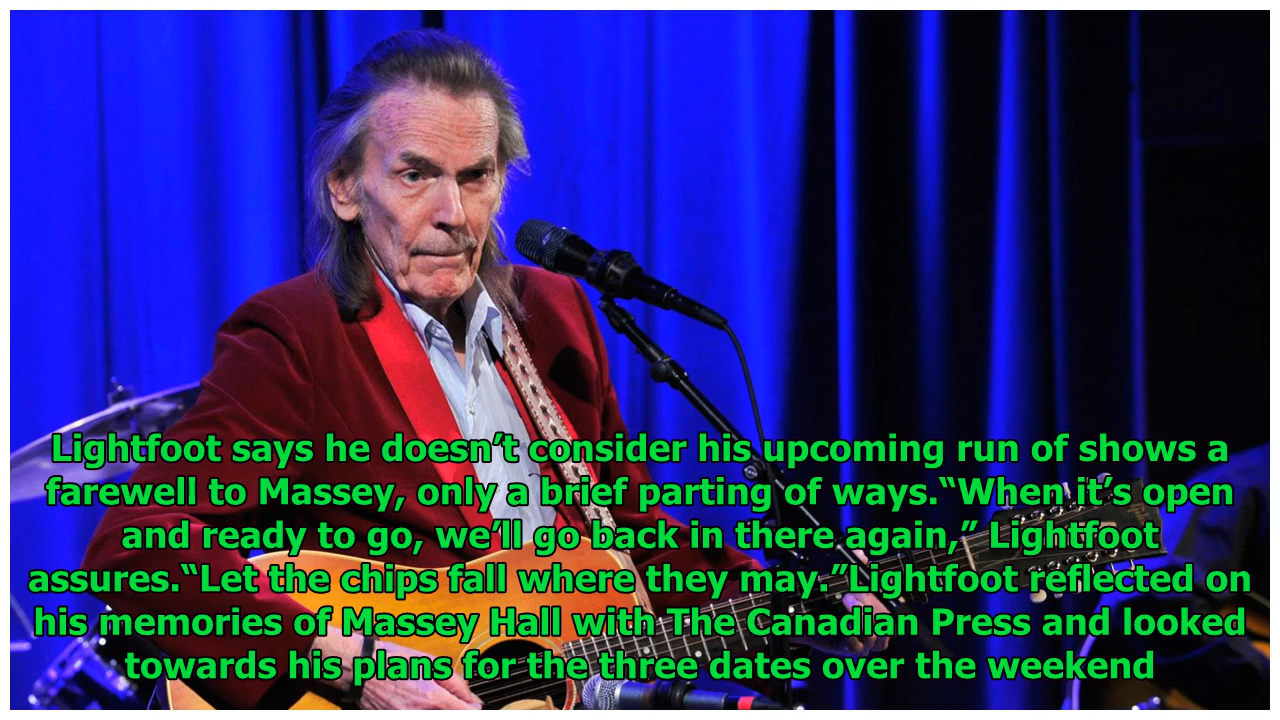 Lightfoot says he doesn’t consider his upcoming run of shows a
farewell to Massey, only a brief parting of ways.“When it’s open
and ready to go, we’ll go back in there again,” Lightfoot
assures.“Let the chips fall where they may.”Lightfoot reflected on
his memories of Massey Hall with The Canadian Press and looked
towards his plans for the three dates over the weekend